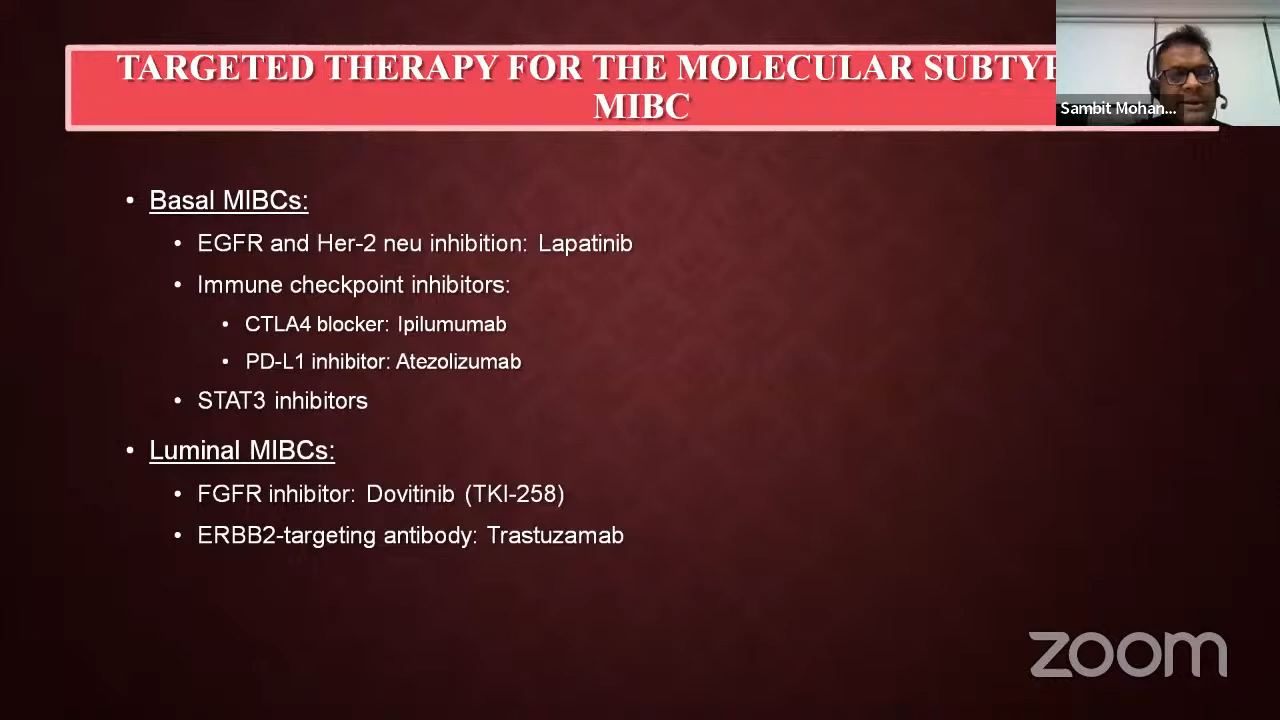 TARGETED THERAPY FOR THE MOLECULAR
MIBC
Sambit Mohan...
• Basal MIBCs:
• EGFR and Her-2 neu inhibition: Lapatinib
• Immune checkpoint inhibitors:
• CTLA4 blocker: Ipilumumab
• PD-L1 inhibitor: Atezolizumab
• STAT3 inhibitors
• Luminal MIBCs:
• FGFR inhibitor: Dovitinib (TKI-258)
• ERBB2-targeting antibody: Trastuzamab
zoom